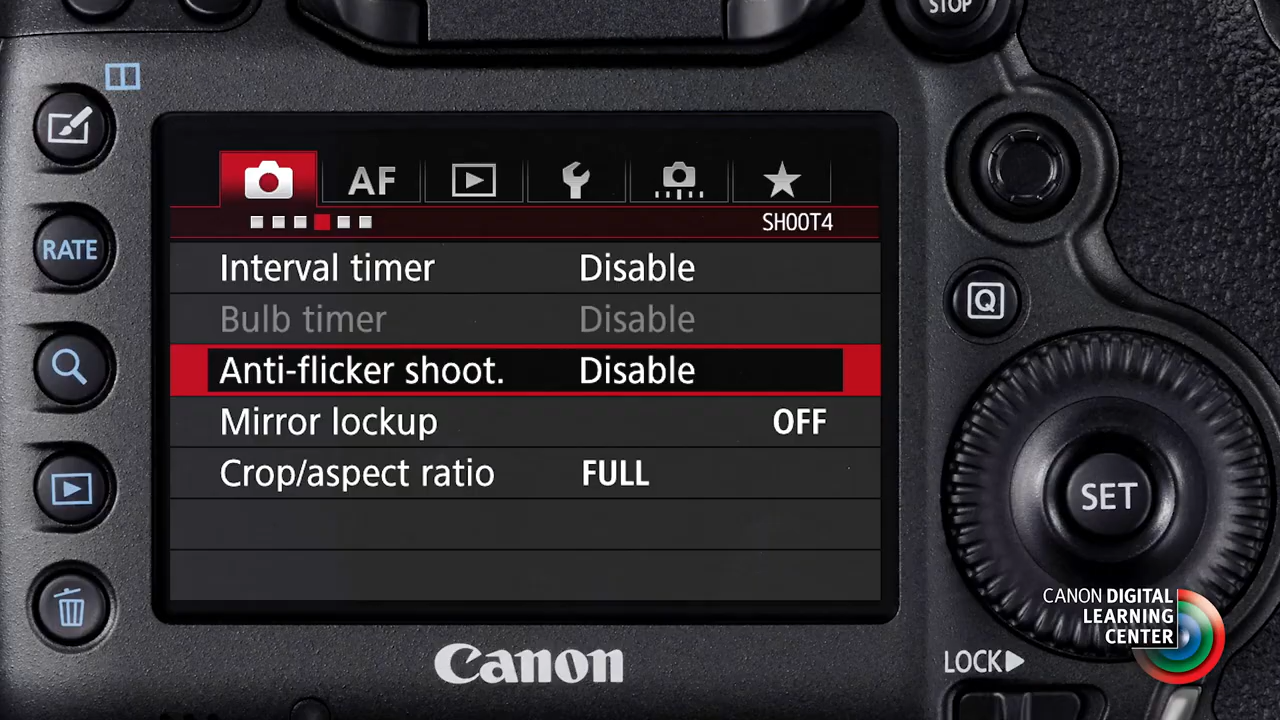 STOP
RATE
AF
SHOOT4
Interval timer Disable
Bulb timer Disable
Anti-flicker shoot. Disable
Mirror lockup OFF
Crop/aspect ratio FULL
Q
SET
CANON DIGITAL
LEARNING
CENTER
LOCK
Canon